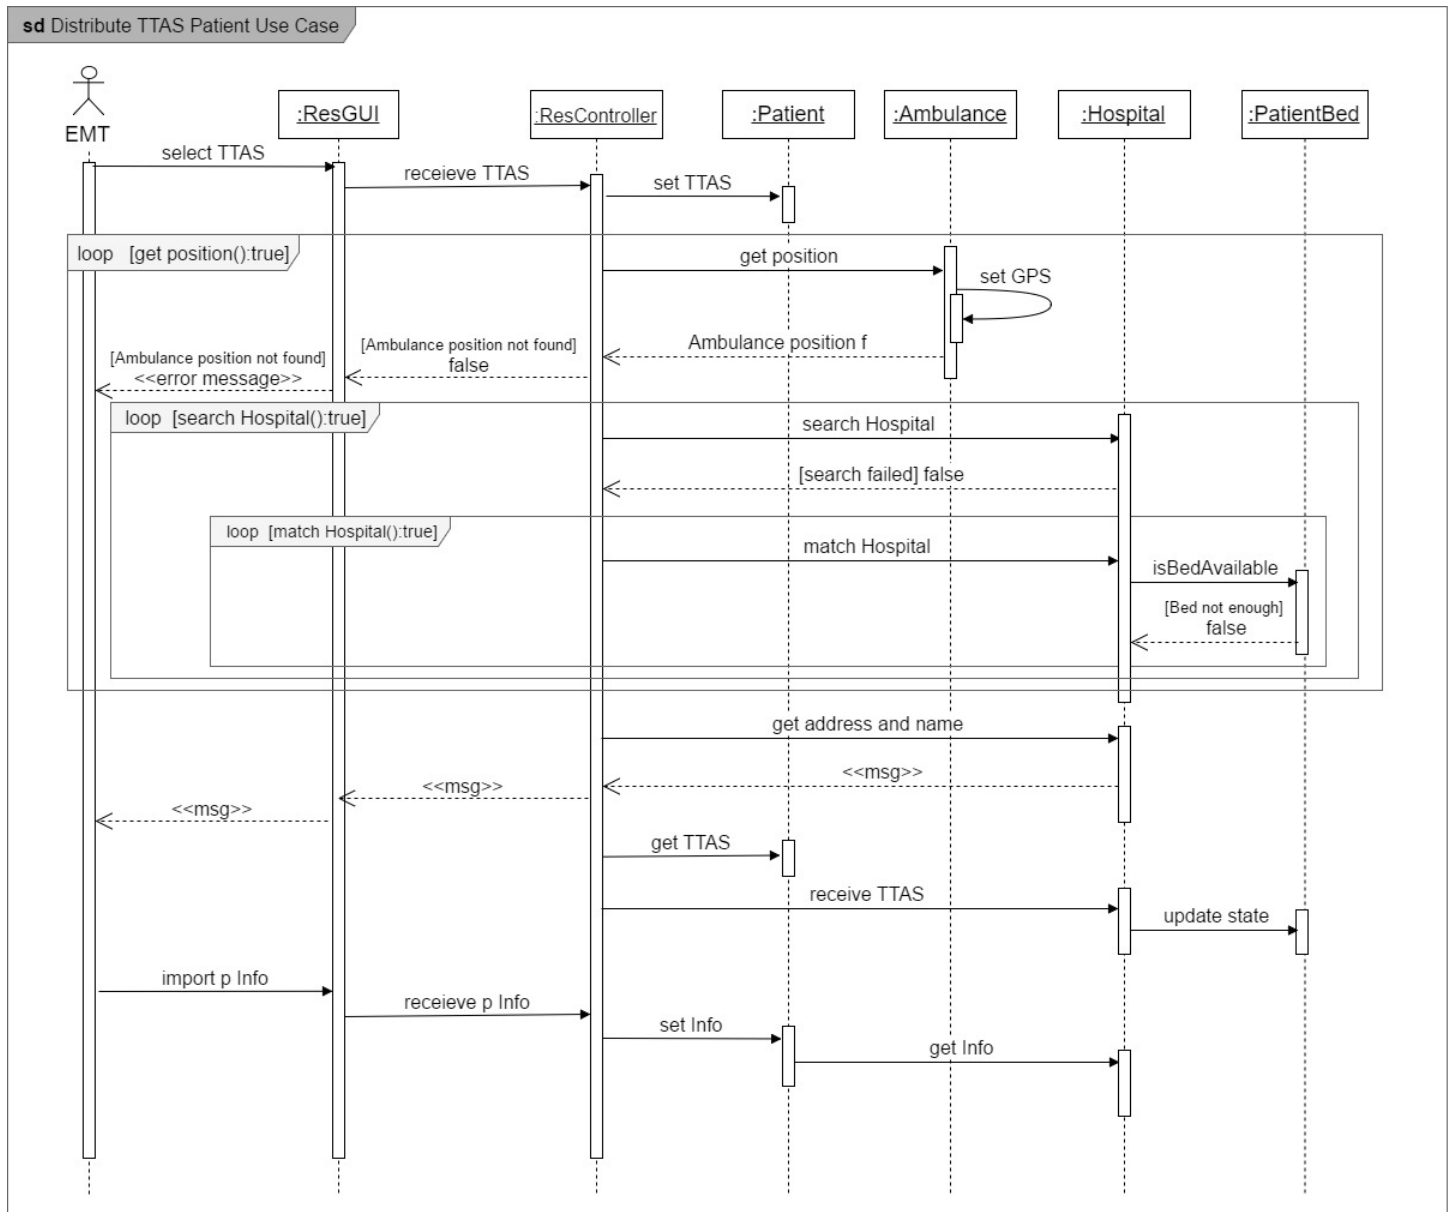 sd Distribute TTAS Patient Use Case
EMT
:ResGUI
:ResController
:Patient
:Ambulance
:Hospital
:PatientBed
select TTAS
receieve TTAS
set TTAS
loop [get position():true]
get position
set GPS
Ambulance position f
[Ambulance position not found]
false
[Ambulance position not found]
<<error message>>
loop [search Hospital():true]
search Hospital
[search failed] false
loop [match Hospital():true]
match Hospital
isBedAvailable
[Bed not enough]
false
get address and name
<<msg>>
<<msg>>
<<msg>>
get TTAS
receive TTAS
update state
import p Info
receieve p Info
set Info
get Info